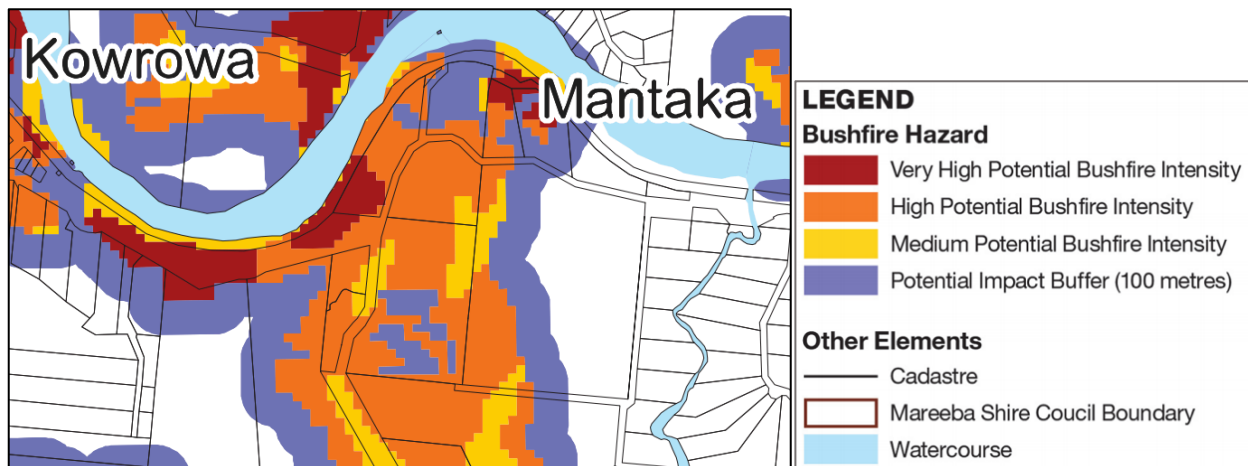 Kowrowa
Mantaka
LEGEND
Bushfire Hazard
Very High Potential Bushfire Intensity
High Potential Bushfire Intensity
Medium Potential Bushfire Intensity
Potential Impact Buffer (100 metres)
Other Elements
Cadastre
Mareeba Shire Coucil Boundary
Watercourse